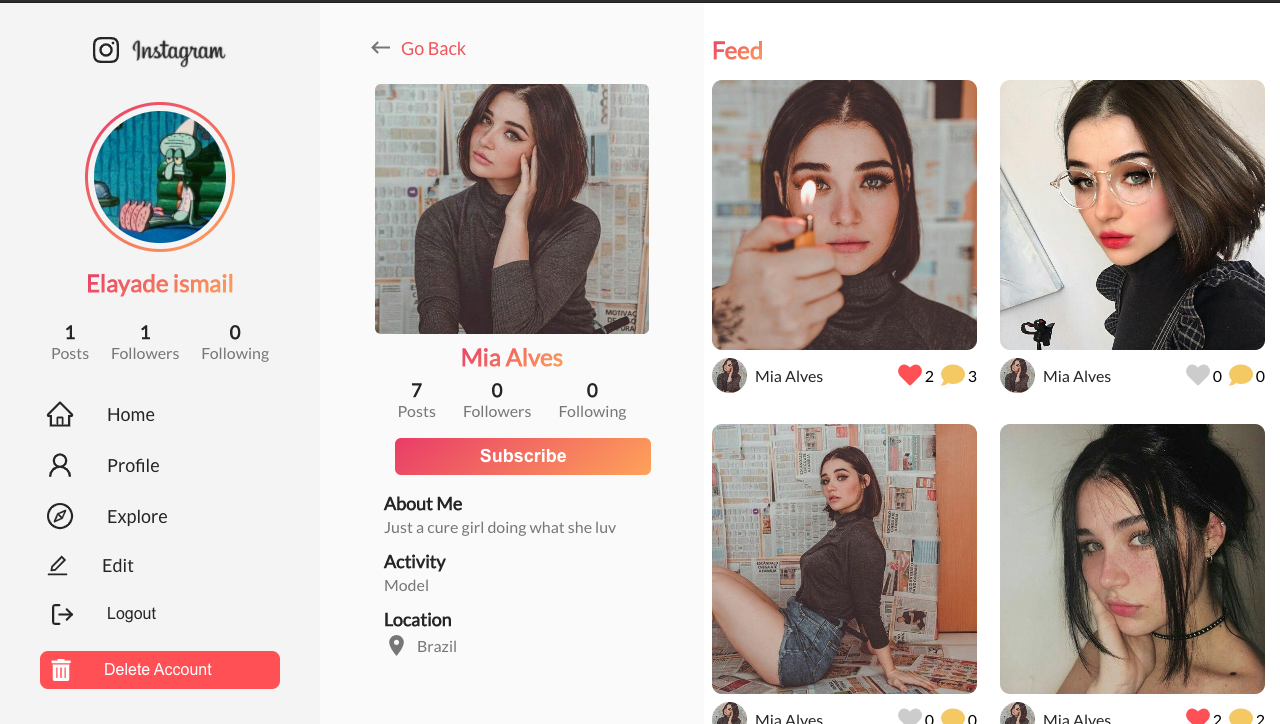 Instagram
Elayade ismail
1 1 0
Posts Followers Following
Home
Profile
Explore
Edit
Logout
Delete Account
Go Back
Mia Alves
7 0 0
Posts Followers Following
Subscribe
About Me
Just a cure girl doing what she luv
Activity
Model
Location
Brazil
Feed
Mia Alves 2 3
Mia Alves 0 0
Mia Alves 0 0
Mia Alves 2 2